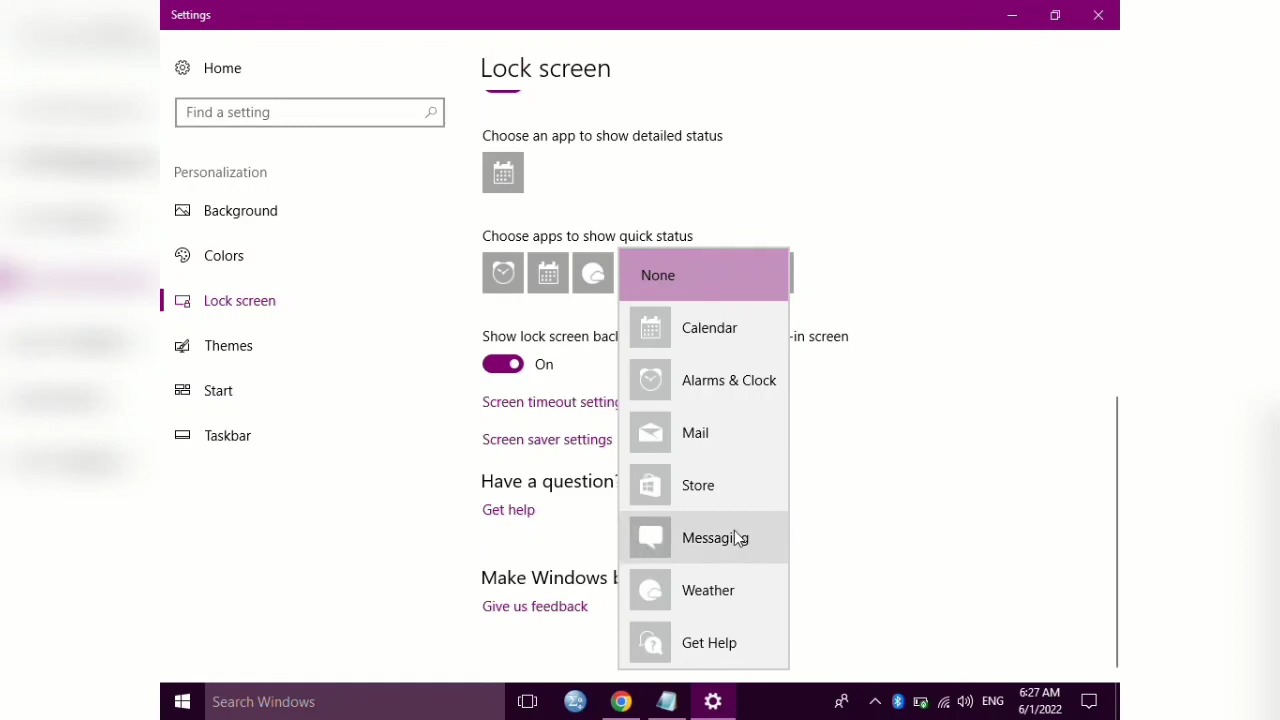 Settings
Home
Find a setting
Personalization
Background
Colors
Lock screen
Themes
Start
Taskbar
Lock screen
Choose an app to show detailed status
Choose apps to show quick status
None
Calendar
Alarms & Clock
Mail
Store
Messaging
Weather
Get Help
Show lock screen back
-in screen
On
Screen timeout setting
Screen saver settings
Have a question?
Get help
Make Windows b
Give us feedback
Search Windows
ENG
6:27 AM
6/1/2022